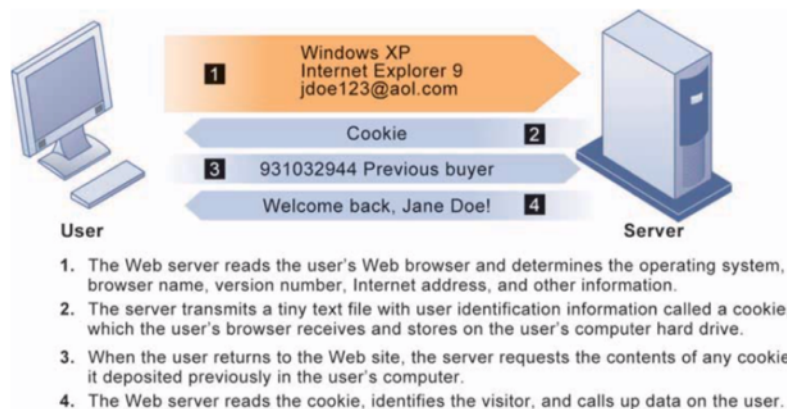 Windows XP
1 Internet Explorer 9
jdoe123@aol.com
Cookie 2
3 931032944 Previous buyer
Welcome back, Jane Doe! 4
User Server
1. The Web server reads the user's Web browser and determines the operating system,
browser name, version number, Internet address, and other information.
2. The server transmits a tiny text file with user identification information called a cookie
which the user's browser receives and stores on the user's computer hard drive.
3. When the user returns to the Web site, the server requests the contents of any cookie
it deposited previously in the user's computer.
4. The Web server reads the cookie, identifies the visitor, and calls up data on the user.